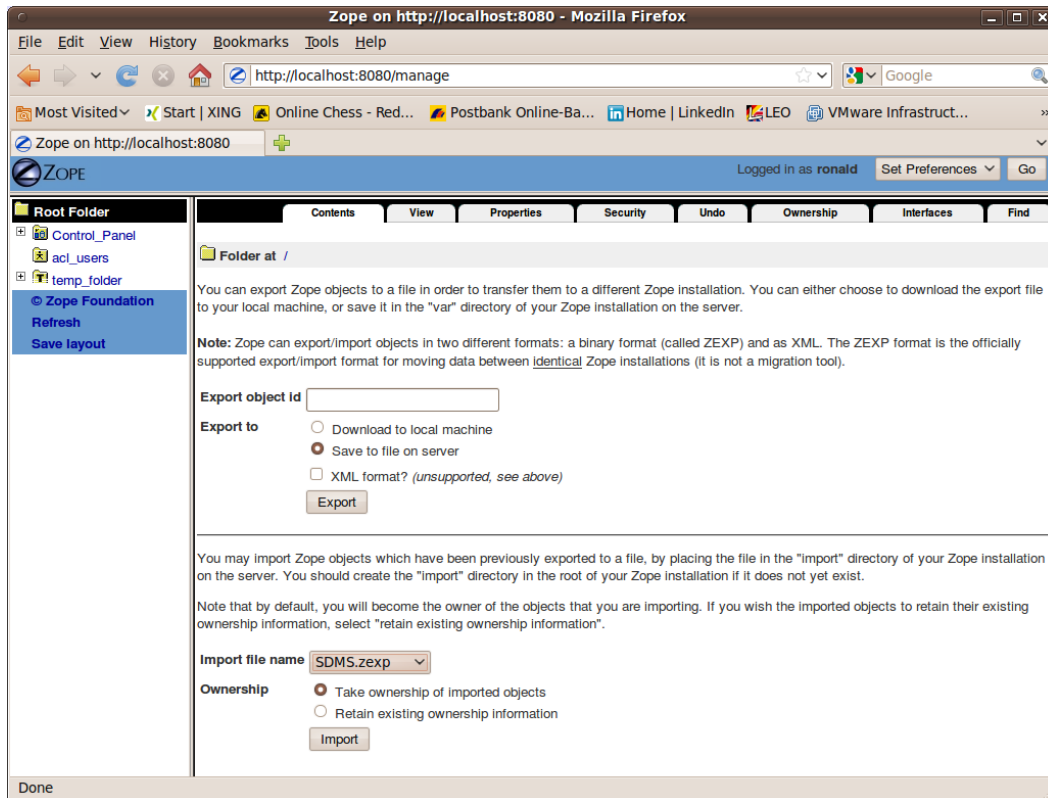 Zope on http://localhost:8080 - Mozilla Firefox
File Edit View History Bookmarks Tools Help
http://localhost:8080/manage
Google
Most Visited
Start | XING
Online Chess - Red...
Postbank Online-Ba...
Home | LinkedIn
LEO
VMware Infrastruct...
»
Zope on http://localhost:8080
ZOPE
Logged in as ronald
Set Preferences
Go
Root Folder
Control_Panel
acl_users
temp_folder
© Zope Foundation
Refresh
Save layout
Contents View Properties Security Undo Ownership Interfaces Find
Folder at /
You can export Zope objects to a file in order to transfer them to a different Zope installation. You can either choose to download the export file
to your local machine, or save it in the "var" directory of your Zope installation on the server.
Note: Zope can export/import objects in two different formats: a binary format (called ZEXP) and as XML. The ZEXP format is the officially
supported export/import format for moving data between identical Zope installations (it is not a migration tool).
Export object id
Export to
Download to local machine
Save to file on server
XML format? (unsupported, see above)
Export
You may import Zope objects which have been previously exported to a file, by placing the file in the "import" directory of your Zope installation
on the server. You should create the "import" directory in the root of your Zope installation if it does not yet exist.
Note that by default, you will become the owner of the objects that you are importing. If you wish the imported objects to retain their existing
ownership information, select "retain existing ownership information".
Import file name SDMS.zexp
Ownership
Take ownership of imported objects
Retain existing ownership information
Import
Done